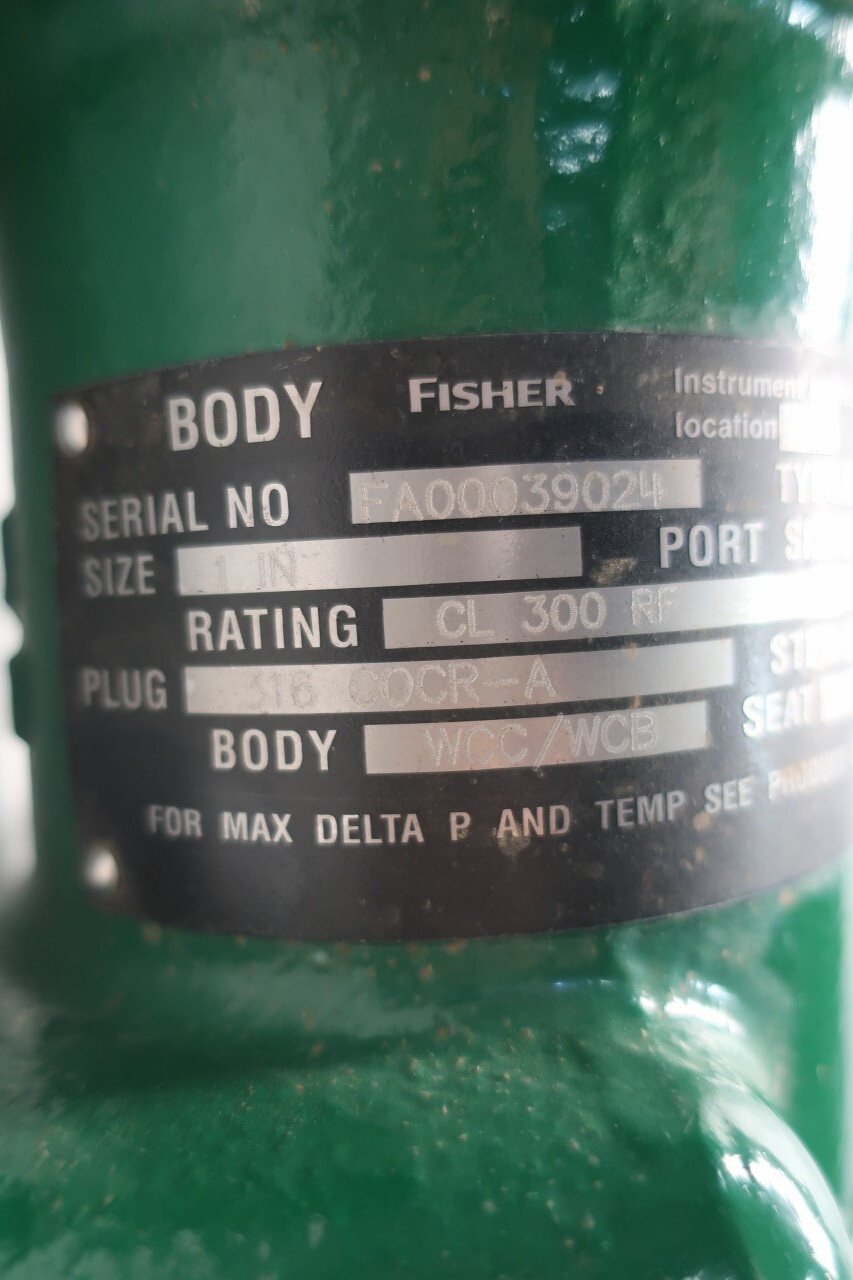 BODY FISHER Instrument
location
SERIAL NO FA00039024
SIZE 1 IN PORT
RATING CL 300 RF
PLUG 316 COCR-A
SEAT
BODY WCC/WCB
FOR MAX DELTA P AND TEMP SEE